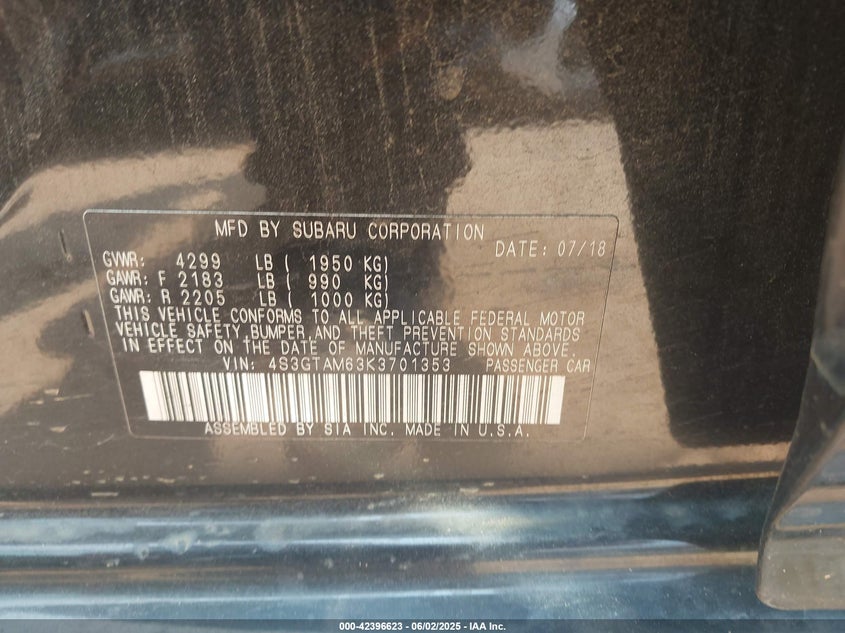 MFD BY SUBARU CORPORATION
DATE: 07/18
GVWR: 4299 LB ( 1950 KG)
GAWR: F 2183 LB ( 990 KG)
GAWR: R 2205 LB ( 1000 KG)
THIS VEHICLE CONFORMS TO ALL APPLICABLE FEDERAL MOTOR
VEHICLE SAFETY,BUMPER,AND THEFT PREVENTION STANDARDS
IN EFFECT ON THE DATE OF MANUFACTURE SHOWN ABOVE.
VIN: 4S3GTAM63K3701353 PASSENGER CAR
ASSEMBLED BY SIA INC. MADE IN U.S.A.
000-42396623 - 06/02/2025 - IAA Inc.